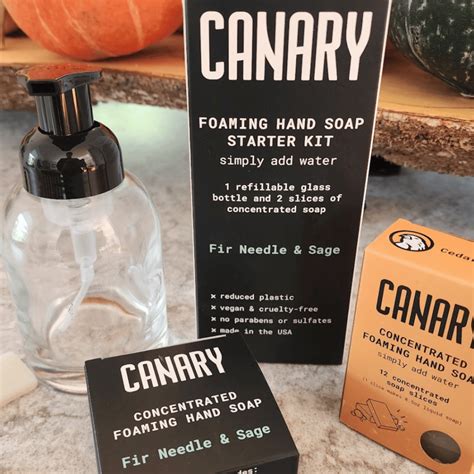 CANARY
FOAMING HAND SOAP
STARTER KIT
simply add water
1 refillable glass
bottle and 2 slices of
concentrated soap
Fir Needle & Sage
× reduced plastic
× vegan & cruelty-free
× no parabens or sulfates
× made in the USA
CANARY
CONCENTRATED
FOAMING HAND SOAP
Fir Needle & Sage
Cedar
CANARY
CONCENTRATED
FOAMING HAND SOAP
simply add water
12 concentrated
soap slices